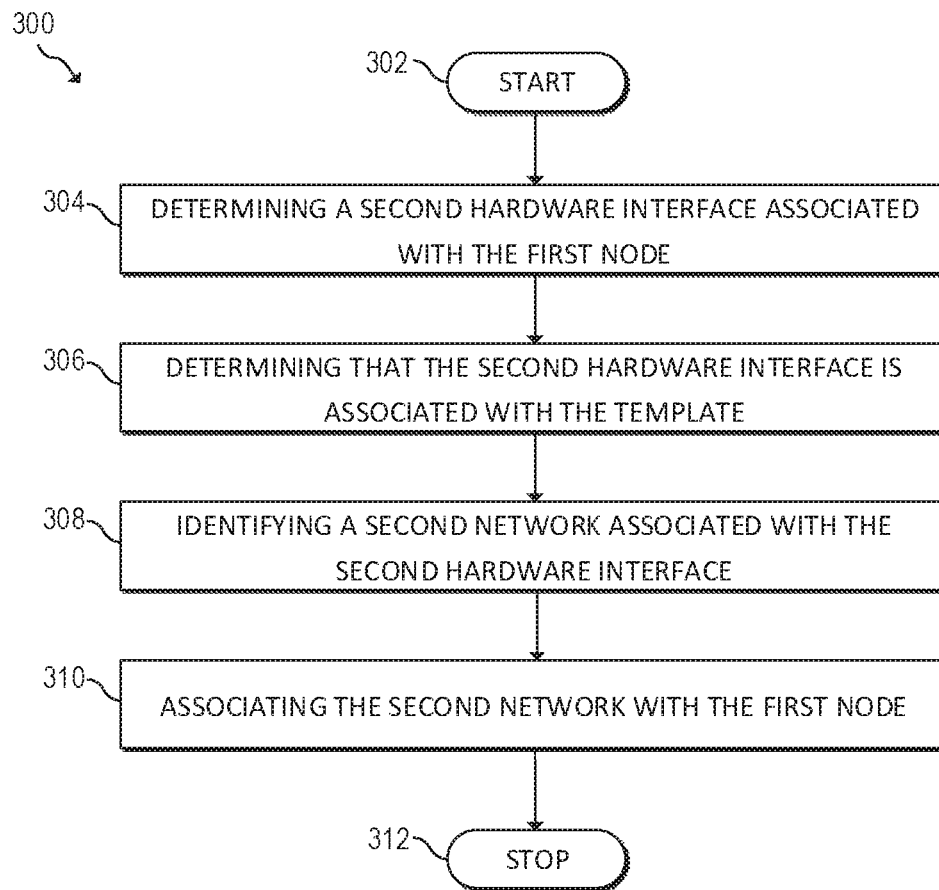 300
302
START
304
DETERMINING A SECOND HARDWARE INTERFACE ASSOCIATED
WITH THE FIRST NODE
306
DETERMINING THAT THE SECOND HARDWARE INTERFACE IS
ASSOCIATED WITH THE TEMPLATE
308
IDENTIFYING A SECOND NETWORK ASSOCIATED WITH THE
SECOND HARDWARE INTERFACE
310
ASSOCIATING THE SECOND NETWORK WITH THE FIRST NODE
312
STOP